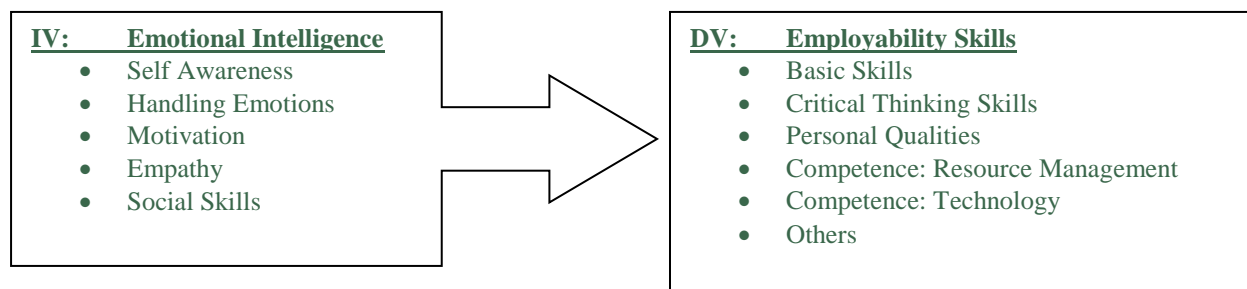 IV: Emotional Intelligence
• Self Awareness
• Handling Emotions
• Motivation
• Empathy
• Social Skills
DV: Employability Skills
• Basic Skills
• Critical Thinking Skills
• Personal Qualities
• Competence: Resource Management
• Competence: Technology
• Others